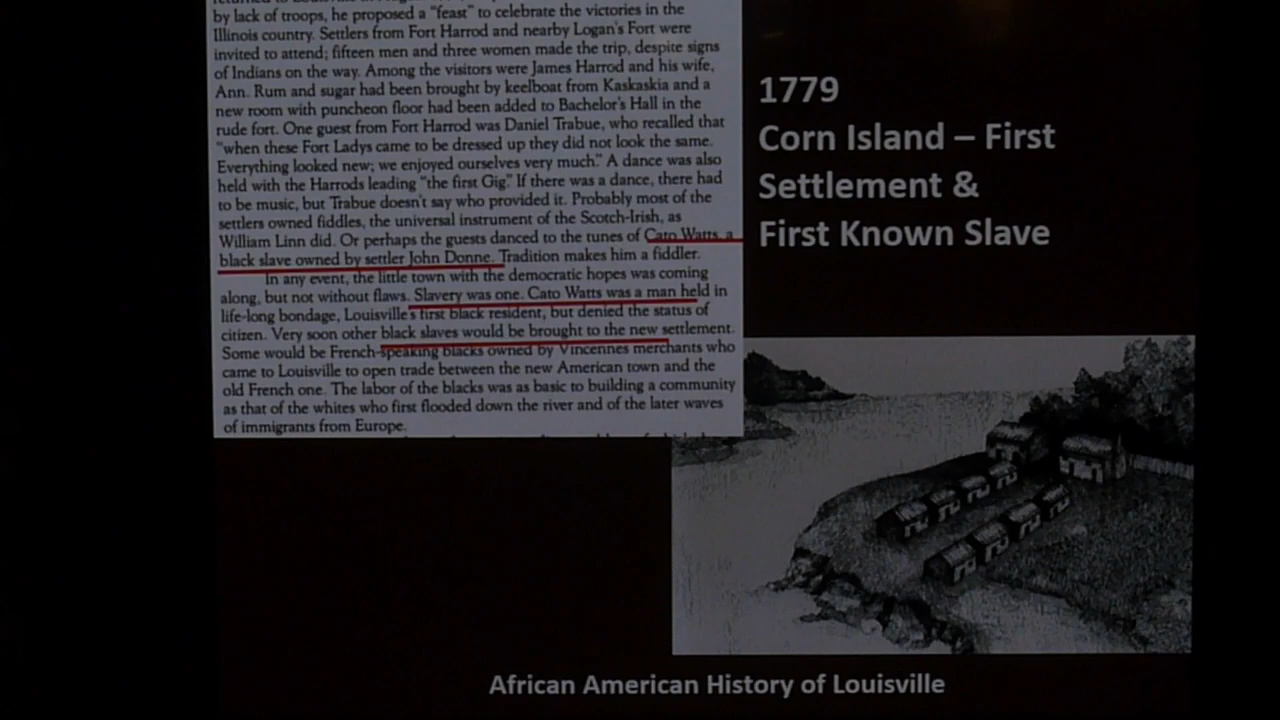 returned to Louisville
by lack of troops, he proposed a “feast” to celebrate the victories in the
Illinois country. Settlers from Fort Harrod and nearby Logan’s Fort were
invited to attend; fifteen men and three women made the trip, despite signs
of Indians on the way. Among the visitors were James Harrod and his wife,
Ann. Rum and sugar had been brought by keelboat from Kaskaskia and a
new room with puncheon floor had been added to Bachelor’s Hall in the
rude fort. One guest from Fort Harrod was Daniel Trabue, who recalled that
“when these Fort Ladys came to be dressed up they did not look the same.
Everything looked new; we enjoyed ourselves very much.” A dance was also
held with the Harrods leading “the first Gig.” If there was a dance, there had
to be music, but Trabue doesn’t say who provided it. Probably most of the
settlers owned fiddles, the universal instrument of the Scotch-Irish, as
William Linn did. Or perhaps the guests danced to the tunes of Cato Watts, a
black slave owned by settler John Donne. Tradition makes him a fiddler.
In any event, the little town with the democratic hopes was coming
along, but not without flaws. Slavery was one. Cato Watts was a man held in
life-long bondage, Louisville’s first black resident, but denied the status of
citizen. Very soon other black slaves would be brought to the new settlement.
Some would be French-speaking blacks owned by Vincennes merchants who
came to Louisville to open trade between the new American town and the
old French one. The labor of the blacks was as basic to building a community
as that of the whites who first flooded down the river and of the later waves
of immigrants from Europe.
1779
Corn Island – First
Settlement &
First Known Slave
African American History of Louisville